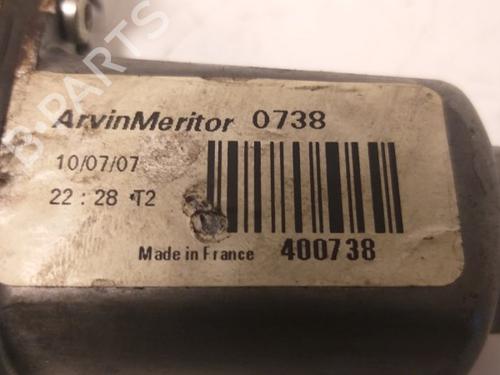 B-PARTS
ArvinMeritor 0738
10/07/07
22 : 28 •T2
Made in France 400738